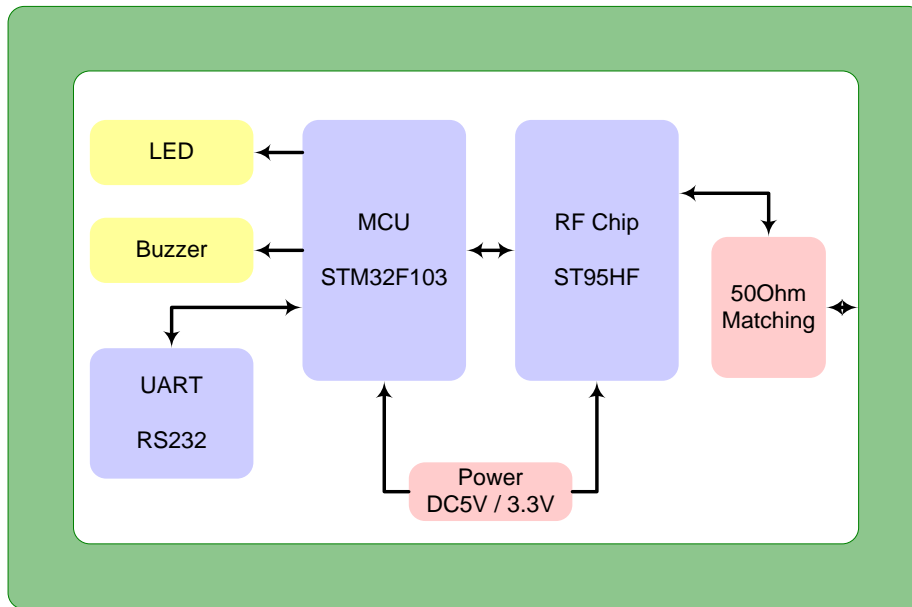 LED
Buzzer
UART
RS232
MCU
STM32F103
RF Chip
ST95HF
50Ohm
Matching
Power
DC5V / 3.3V